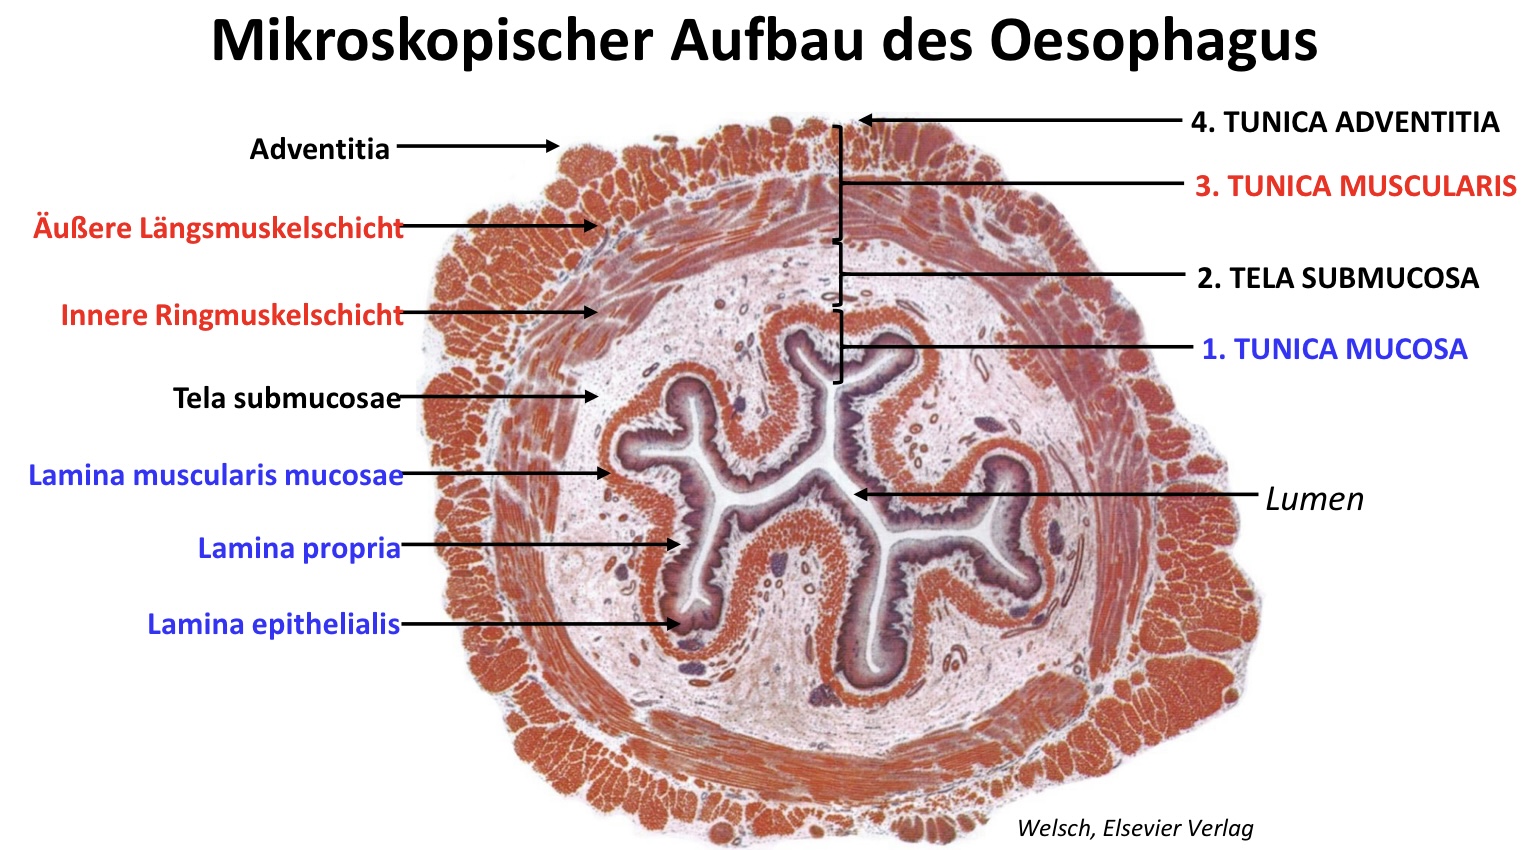 Mikroskopischer Aufbau des Oesophagus
Adventitia
Äußere Längsmuskelschicht
Innere Ringmuskelschicht
Tela submucosae
Lamina muscularis mucosae
Lamina propria
Lamina epithelialis
4. TUNICA ADVENTITIA
3. TUNICA MUSCULARIS
2. TELA SUBMUCOSA
1. TUNICA MUCOSA
Lumen
Welsch, Elsevier Verlag